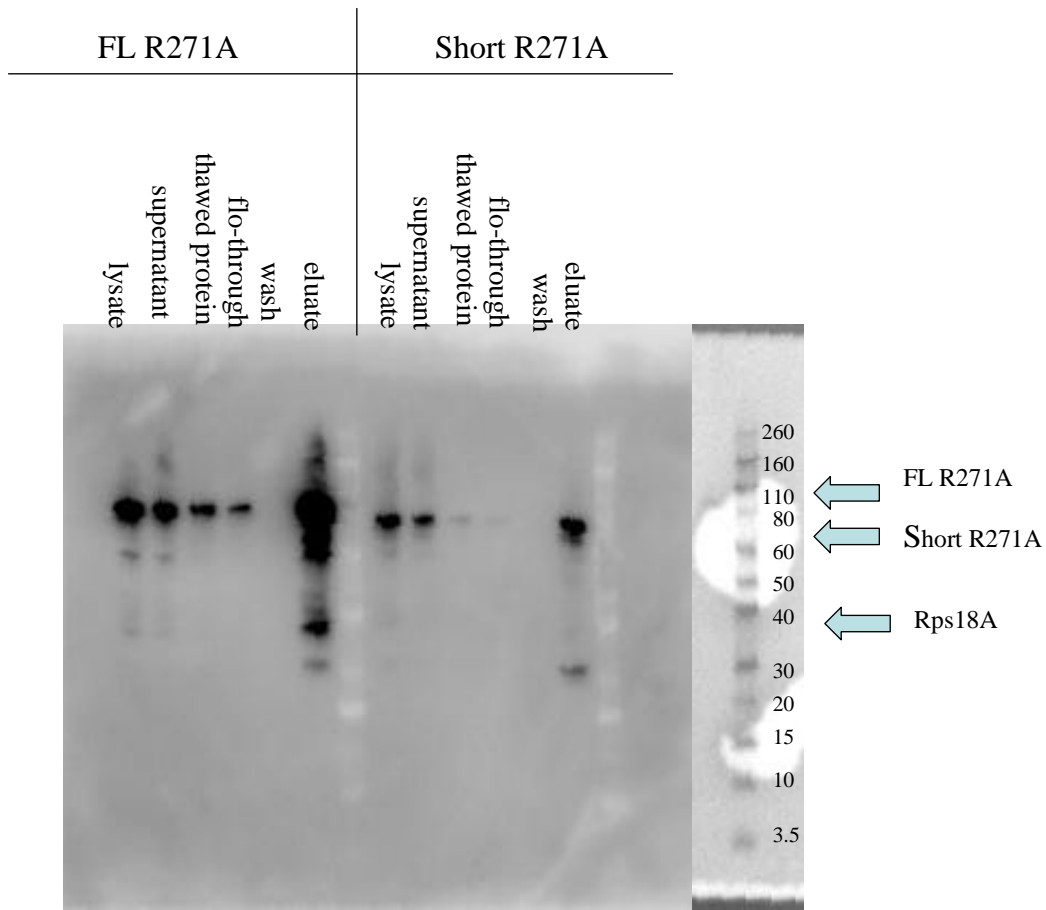 FL R271A
Short R271A
lysate
supernatant
thawed protein
flo-through
wash
eluate
lysate
supernatant
thawed protein
flo-through
wash
eluate
260
160
110
80
60
50
40
30
20
15
10
3.5
FL R271A
Short R271A
Rps18A